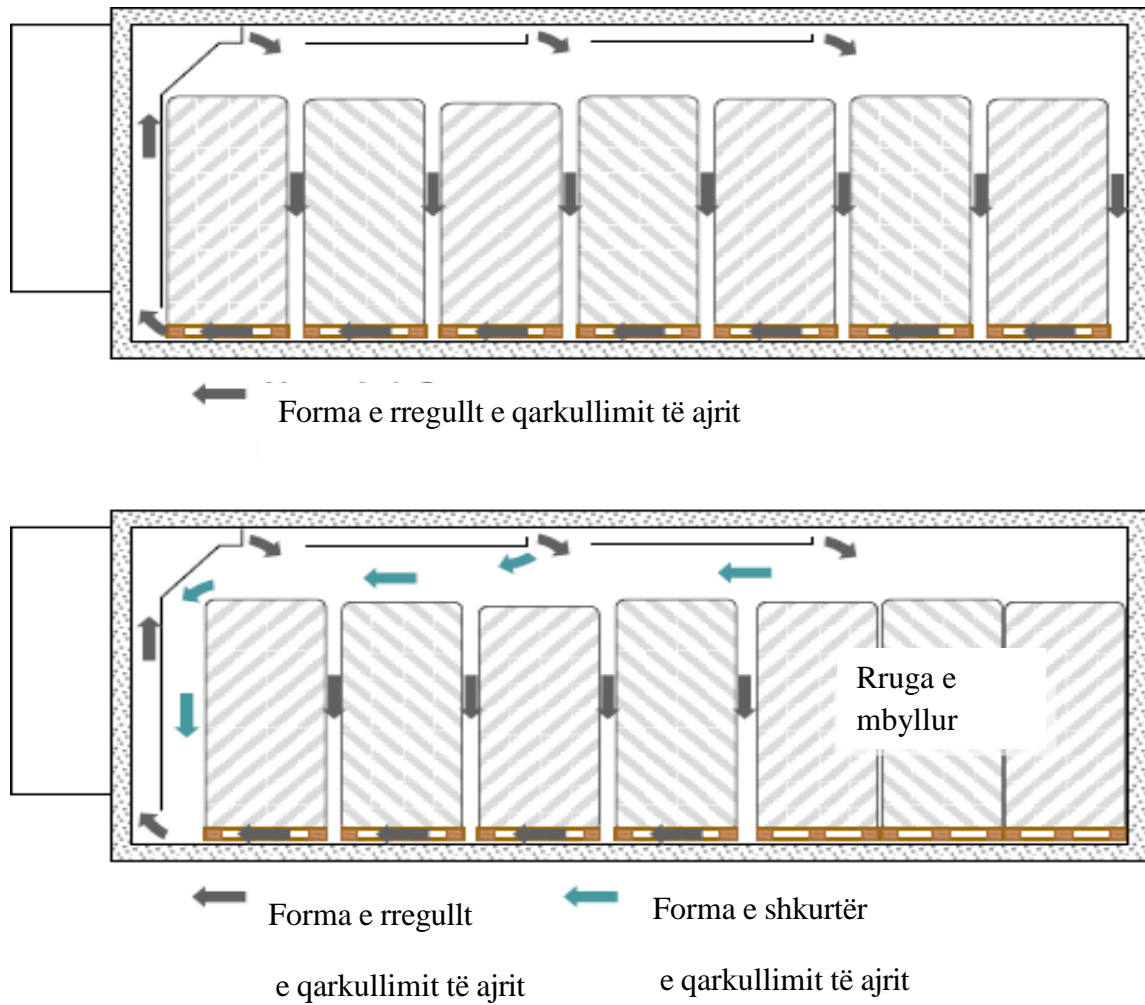 Forma e rregullt e qarkullimit të ajrit
Rruga e
mbyllur
Forma e rregullt
e qarkullimit të ajrit
Forma e shkurtër
e qarkullimit të ajrit